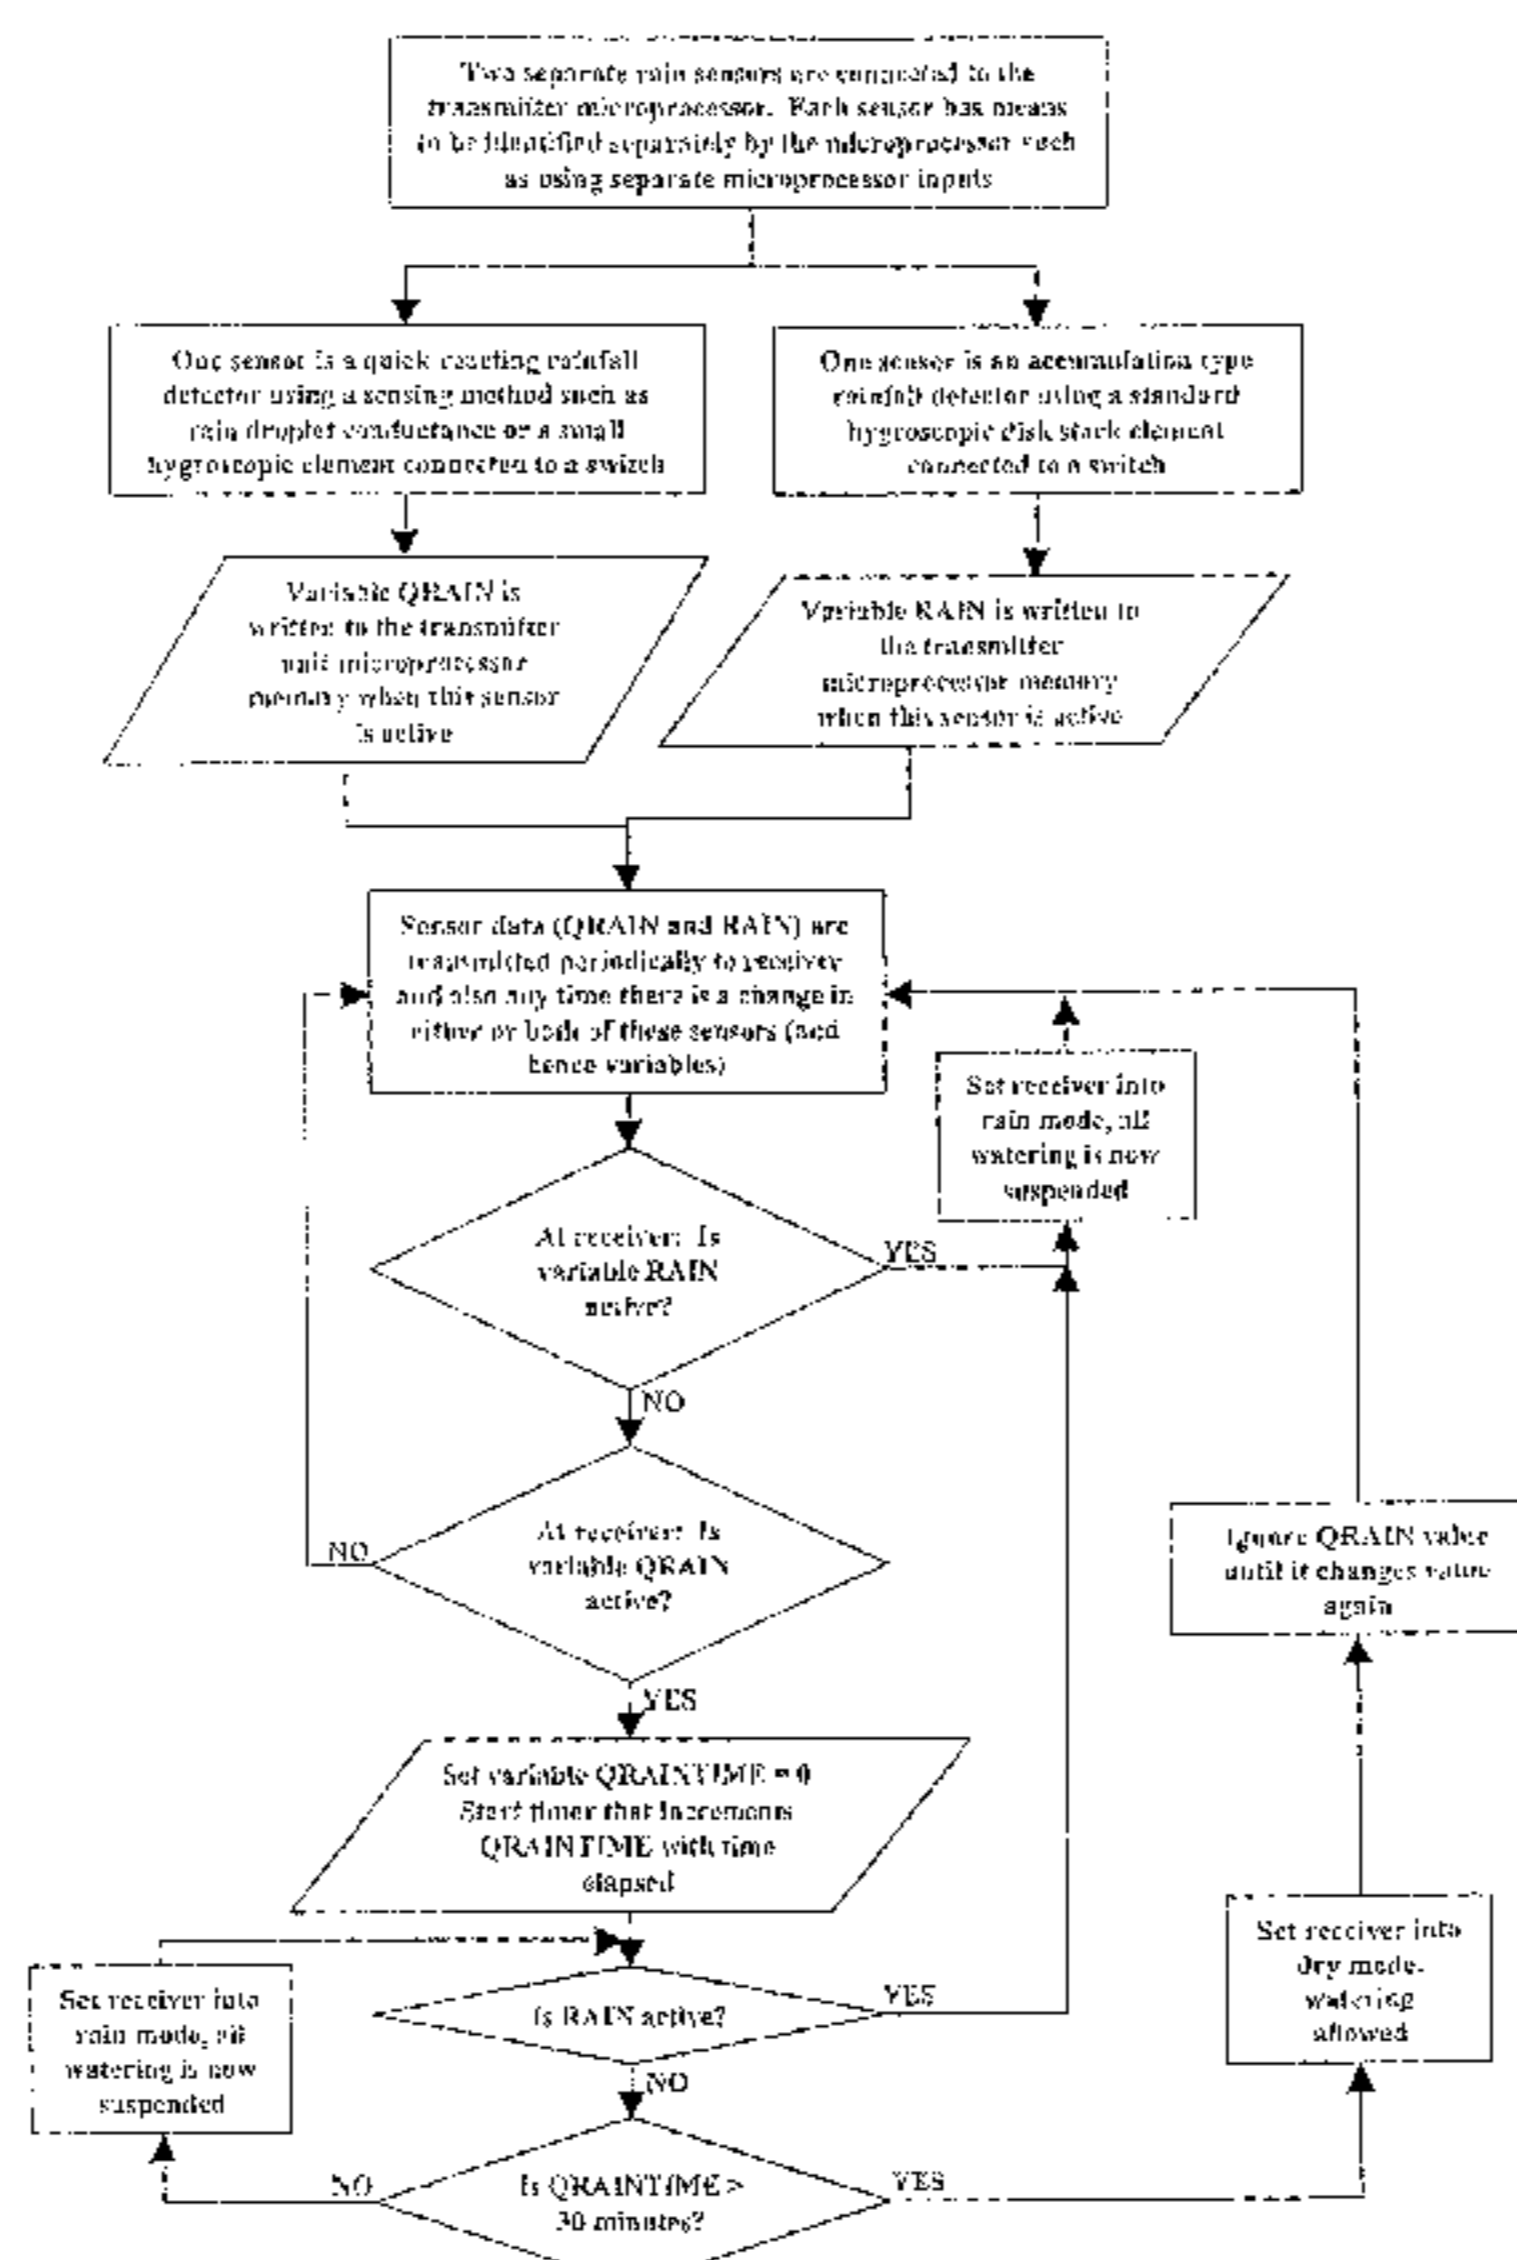 Two separate rain sensors are connected to the
transmitter microprocessor. Each sensor has means
to be identified separately by the microprocessor such
as using separate microprocessor inputs
One sensor is a quick reacting rainfall
detector using a sensing method such as
rain droplet conductance or a small
hygroscopic element connected to a switch
One sensor is an accumulation type
rainfall detector using a standard
hygroscopic disk stack element
connected to a switch
Variable QRAIN is
written to the transmitter
unit microprocessor
memory when this sensor
is active
Variable RAIN is written to
the transmitter
microprocessor memory
when this sensor is active
Sensor data (QRAIN and RAIN) are
transmitted periodically to receiver
and also any time there is a change in
either or both of these sensors (and
hence variables)
Set receiver into
rain mode, all
watering is now
suspended
At receiver: Is
variable RAIN
active?
YES
NO
At receiver: Is
variable QRAIN
active?
NO
YES
Ignore QRAIN value
until it changes value
again
Set variable QRAINTIME = 0
Start timer that increments
QRAINTIME with time
elapsed
Set receiver into
rain mode, all
watering is now
suspended
Is RAIN active?
YES
NO
Set receiver into
dry mode-
watering
allowed
Is QRAINTIME >
30 minutes?
NO
YES